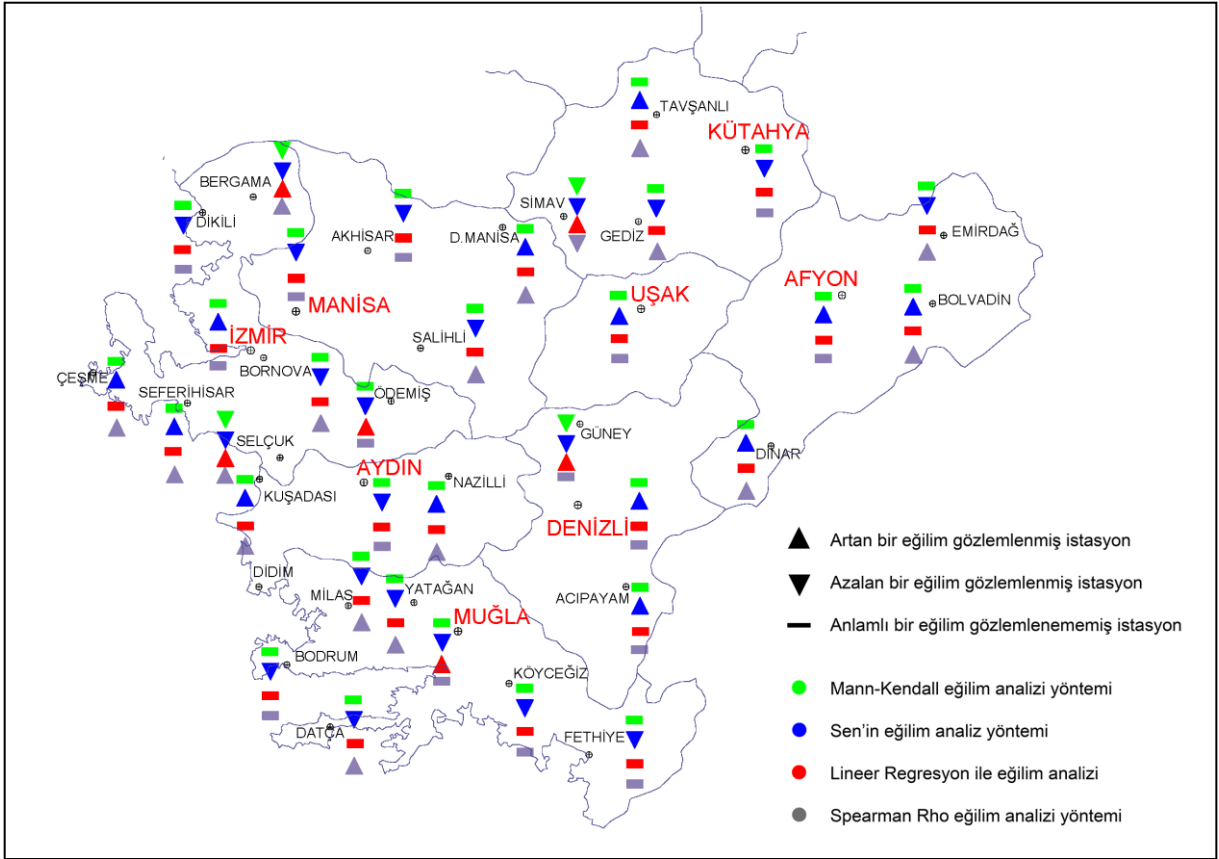 TAVŞANLI
KÜTAHYA
BERGAMA
SİMAV
DİKİLİ
GEDİZ
AKHİSAR
D.MANİSA
EMİRDAĞ
AFYON
UŞAK
BOLVADİN
MANİSA
İZMİR
SALİHLİ
BORNOVA
ÇEŞME
SEFERİHİSAR
ÖDEMİŞ
GÜNEY
SELÇUK
DİNAR
AYDIN
NAZİLLİ
KUŞADASI
DENİZLİ
Artan bir eğilim gözlemlenmiş istasyon
DİDİM
Azalan bir eğilim gözlemlenmiş istasyon
MİLAS
YATAĞAN
ACIPAYAM
MUĞLA
Anlamlı bir eğilim gözlemlenememiş istasyon
BODRUM
KÖYCEĞİZ
Mann-Kendall eğilim analizi yöntemi
DATÇA
FETHİYE
Sen'in eğilim analiz yöntemi
Lineer Regresyon ile eğilim analizi
Spearman Rho eğilim analizi yöntemi